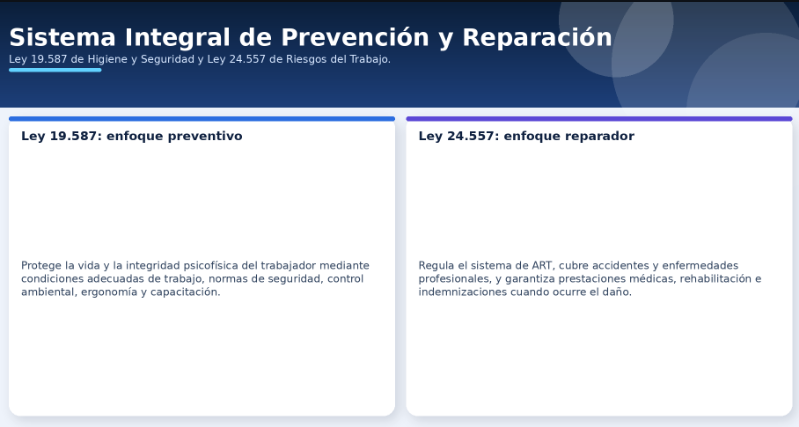 Sistema Integral de Prevención y Reparación
Ley 19.587 de Higiene y Seguridad y Ley 24.557 de Riesgos del Trabajo.
Ley 19.587: enfoque preventivo
Protege la vida y la integridad psicofísica del trabajador mediante
condiciones adecuadas de trabajo, normas de seguridad, control
ambiental, ergonomía y capacitación.
Ley 24.557: enfoque reparador
Regula el sistema de ART, cubre accidentes y enfermedades
profesionales, y garantiza prestaciones médicas, rehabilitación e
indemnizaciones cuando ocurre el daño.